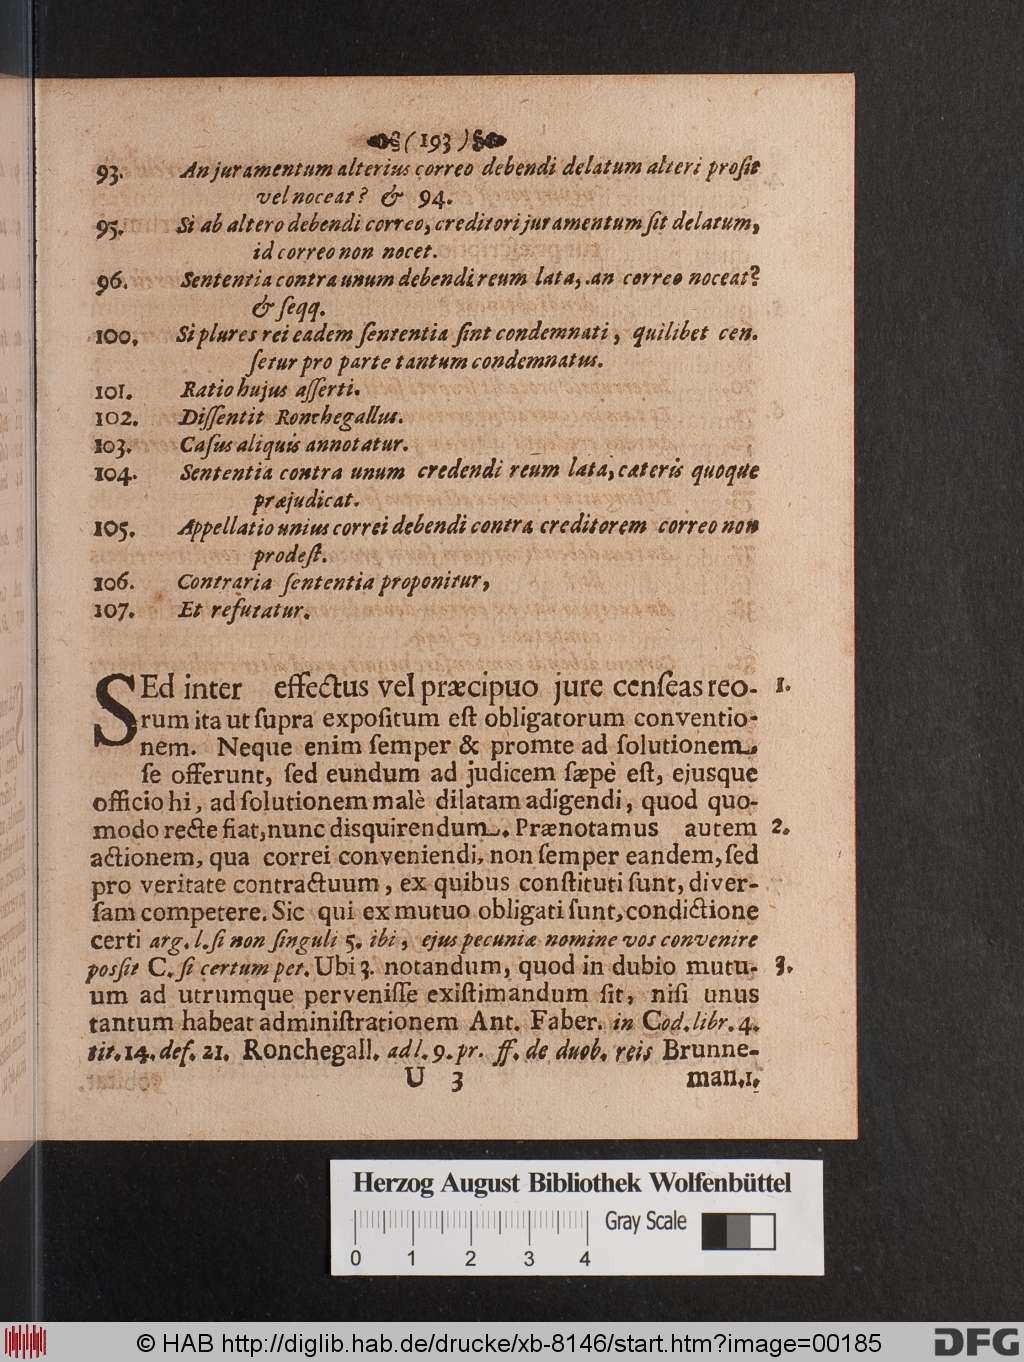 ( 193 )
93. An juramentum alterius correo debendi delatum alteri proſit
vel noceat? & 94.
95. Si ab altero debendi correo, creditori juramentum ſit delatum,
id correo non nocet.
96. Sententia contra unum debendi reum lata, an correo noceat?
& ſeqq.
100. Si plures rei eadem ſententia ſint condemnati, quilibet cen.
ſetur pro parte tantum condemnatus.
101. Ratio hujus aſſerti.
102. Diſſentit Ronchegallus.
103. Caſus aliquis annotatur.
104. Sententia contra unum credendi reum lata, cæteris quoque
præjudicat.
105. Appellatio unius correi debendi contra creditorem correo non
prodeſt.
106. Contraria ſententia proponitur,
107. Et refutatur.
SEd inter effectus vel præcipuo jure cenſeas reo- 1.
rum ita ut ſupra expoſitum eſt obligatorum conventio-
nem. Neque enim ſemper & promte ad ſolutionem
ſe offerunt, ſed eundum ad judicem ſæpè eſt, ejusque
officio hi, ad ſolutionem malè dilatam adigendi, quod quo-
modo recte fiat, nunc disquirendum. Prænotamus autem 2.
actionem, qua correi conveniendi, non ſemper eandem, ſed
pro veritate contractuum, ex quibus conſtituti ſunt, diver-
ſam competere. Sic qui ex mutuo obligati ſunt, condictione
certi arg. l. ſi non ſinguli 5. ibi, ejus pecuniæ nomine vos convenire
posſit C. ſi certum pet. Ubi 3. notandum, quod in dubio mutu- 3.
um ad utrumque perveniſſe exiſtimandum ſit, niſi unus
tantum habeat adminiſtrationem Ant. Faber. in Cod. libr. 4.
tit. 14. def. 21. Ronchegall. ad l. 9. pr. ff. de duob. reis Brunne-
U 3 man. 1.
Herzog August Bibliothek Wolfenbüttel
Gray Scale
0 1 2 3 4
© HAB http://diglib.hab.de/drucke/xb-8146/start.htm?image=00185
DFG